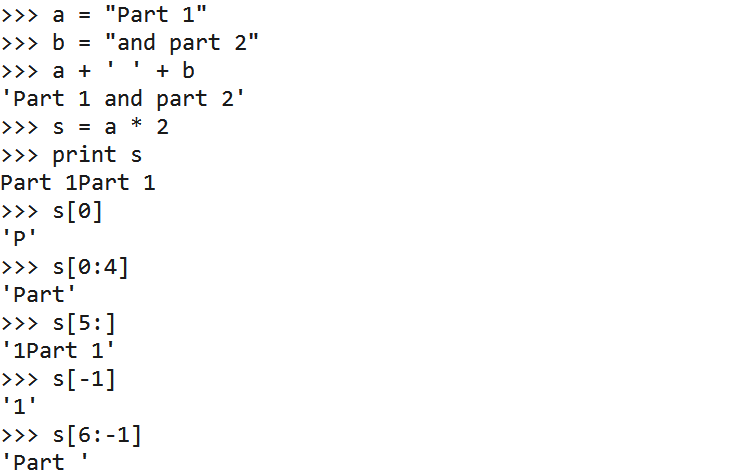 >>> a = "Part 1"
>>> b = "and part 2"
>>> a + ' ' + b
'Part 1 and part 2'
>>> s = a * 2
>>> print s
Part 1Part 1
>>> s[0]
'P'
>>> s[0:4]
'Part'
>>> s[5:]
'1Part 1'
>>> s[-1]
'1'
>>> s[6:-1]
'Part '